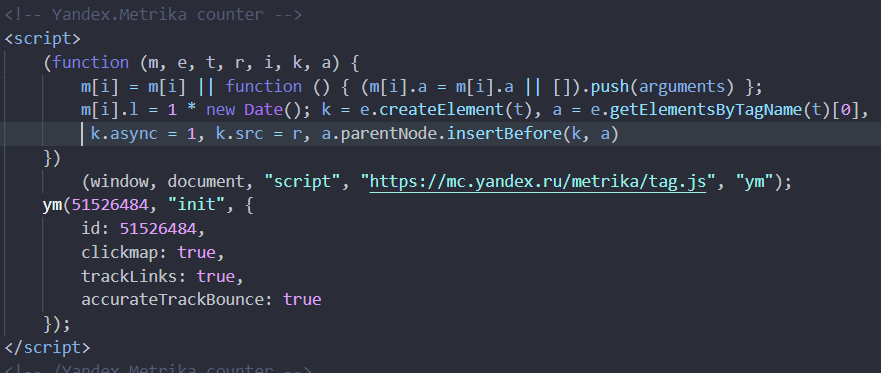 <!-- Yandex.Metrika counter -->
<script>
(function (m, e, t, r, i, k, a) {
m[i] = m[i] || function () { (m[i].a = m[i].a || []).push(arguments) };
m[i].l = 1 * new Date(); k = e.createElement(t), a = e.getElementsByTagName(t)[0],
k.async = 1, k.src = r, a.parentNode.insertBefore(k, a)
})
(window, document, "script", "https://mc.yandex.ru/metrika/tag.js", "ym");
ym(51526484, "init", {
id: 51526484,
clickmap: true,
trackLinks: true,
accurateTrackBounce: true
});
</script>
<!-- /Yandex.Metrika counter -->